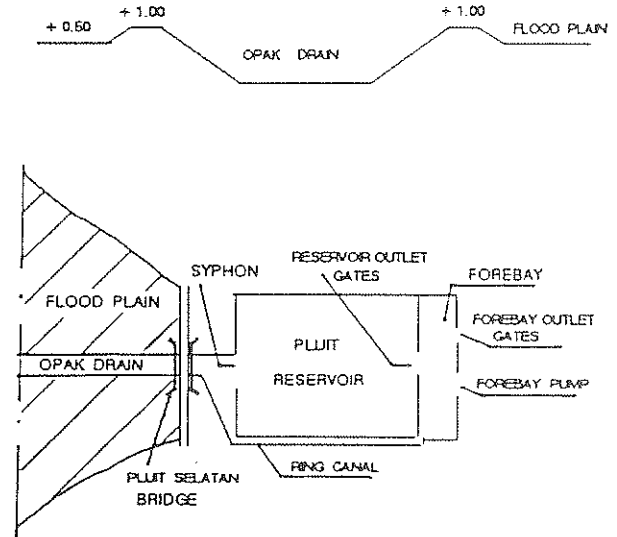 + 0.50
+ 1.00
+ 1.00
FLOOD PLAIN
OPAK DRAIN
SYPHON
RESERVOIR OUTLET
GATES
FOREBAY
FLOOD PLAIN
FOREBAY OUTLET
GATES
PLUIT
RESERVOIR
OPAK DRAIN
FOREBAY PUMP
RING CANAL
PLUIT SELATAN
BRIDGE